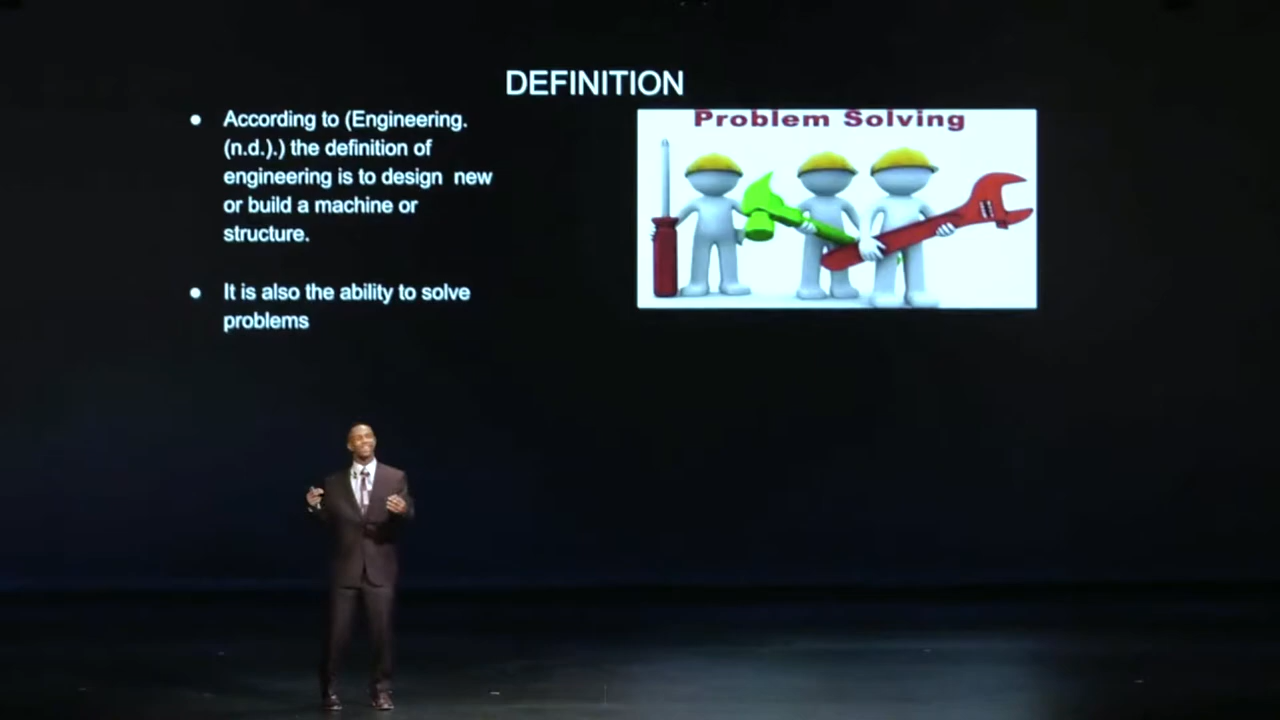 DEFINITION
● According to (Engineering.
(n.d.).) the definition of
engineering is to design  new
or build a machine or
structure.
● It is also the ability to solve
problems
Problem Solving